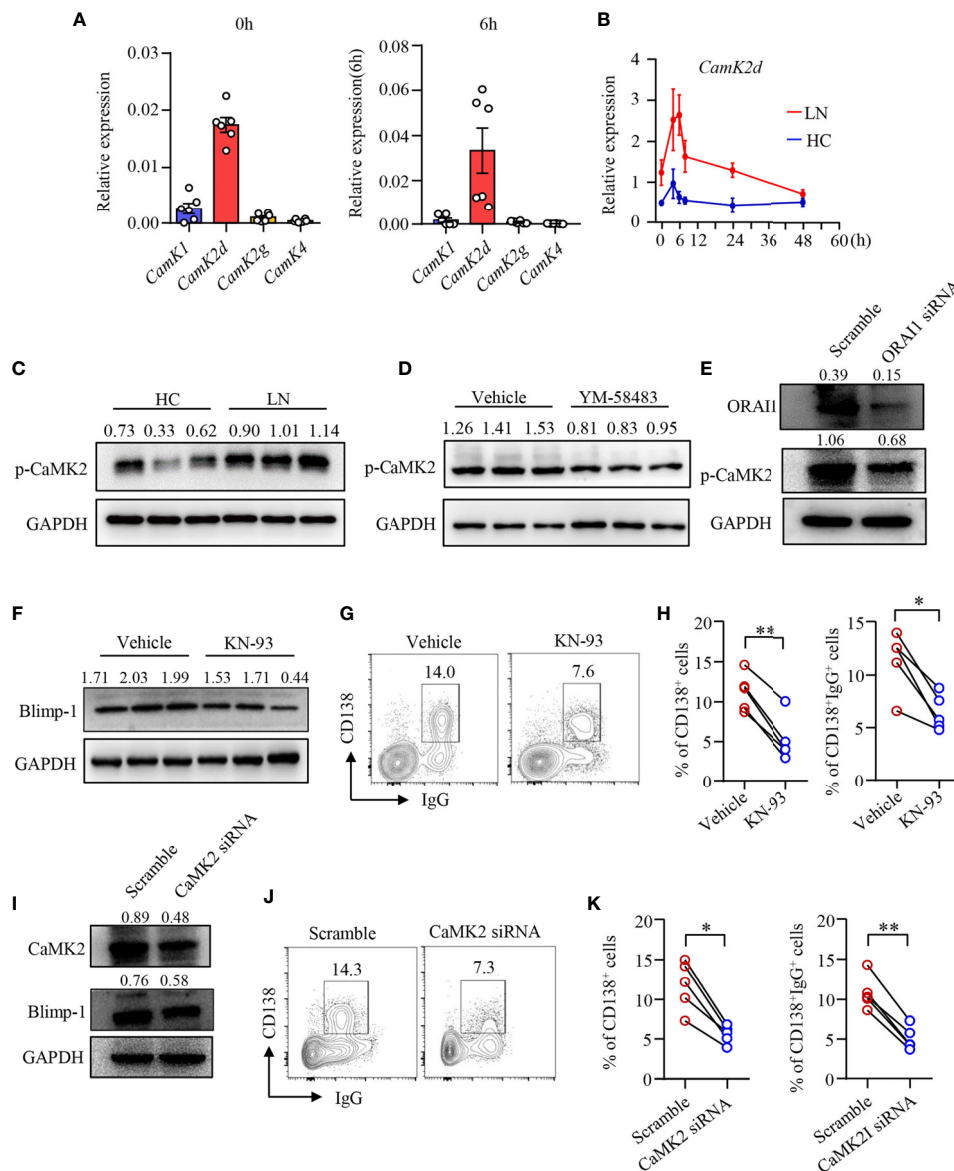 A
0h
Relative expression
0.03
0.02
0.01
0.00
CamK1
CamK2d
CamK2g
CamK4
6h
Relative expression(6h)
0.08
0.06
0.04
0.02
0.00
CamK1
CamK2d
CamK2g
CamK4
B
CamK2d
Relative expression
4
3
2
1
0
LN
HC
0 6 12 24 36 48 60 (h)
C
HC LN
0.73 0.33 0.62 0.90 1.01 1.14
p-CaMK2
GAPDH
D
Vehicle YM-58483
1.26 1.41 1.53 0.81 0.83 0.95
p-CaMK2
GAPDH
E
Scramble
ORAI1 siRNA
0.39 0.15
ORAI1
1.06 0.68
p-CaMK2
GAPDH
F
Vehicle KN-93
1.71 2.03 1.99 1.53 1.71 0.44
Blimp-1
GAPDH
G
Vehicle KN-93
14.0 7.6
CD138
IgG
H
% of CD138+ cells
20
15
10
5
0
**
Vehicle
KN-93
% of CD138+IgG+ cells
15
10
5
0
*
Vehicle
KN-93
I
Scramble
CaMK2 siRNA
0.89 0.48
CaMK2
0.76 0.58
Blimp-1
GAPDH
J
Scramble CaMK2 siRNA
14.3 7.3
CD138
IgG
K
% of CD138+ cells
20
15
10
5
0
*
Scramble
CaMK2 siRNA
% of CD138+IgG+ cells
20
15
10
5
0
**
Scramble
CaMK2I siRNA